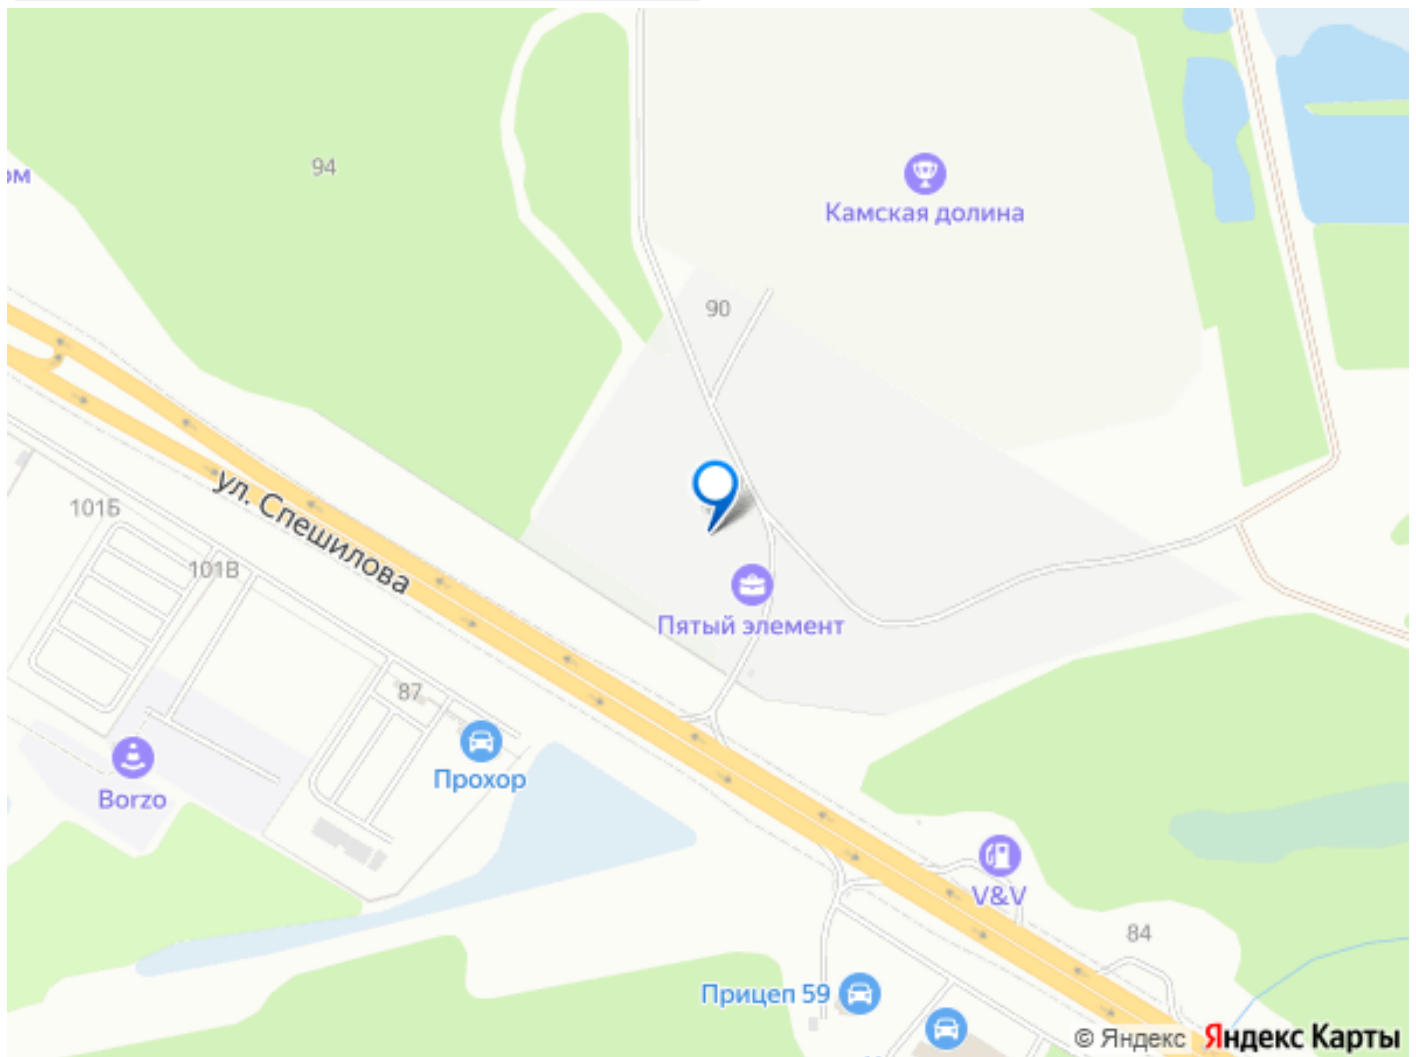 94
ом
Камская долина
90
ул. Спешилова
101Б
101В
Пятый элемент
87
Прохор
Borzo
V&V
84
Прицеп 59
© Яндекс Яндекс Карты